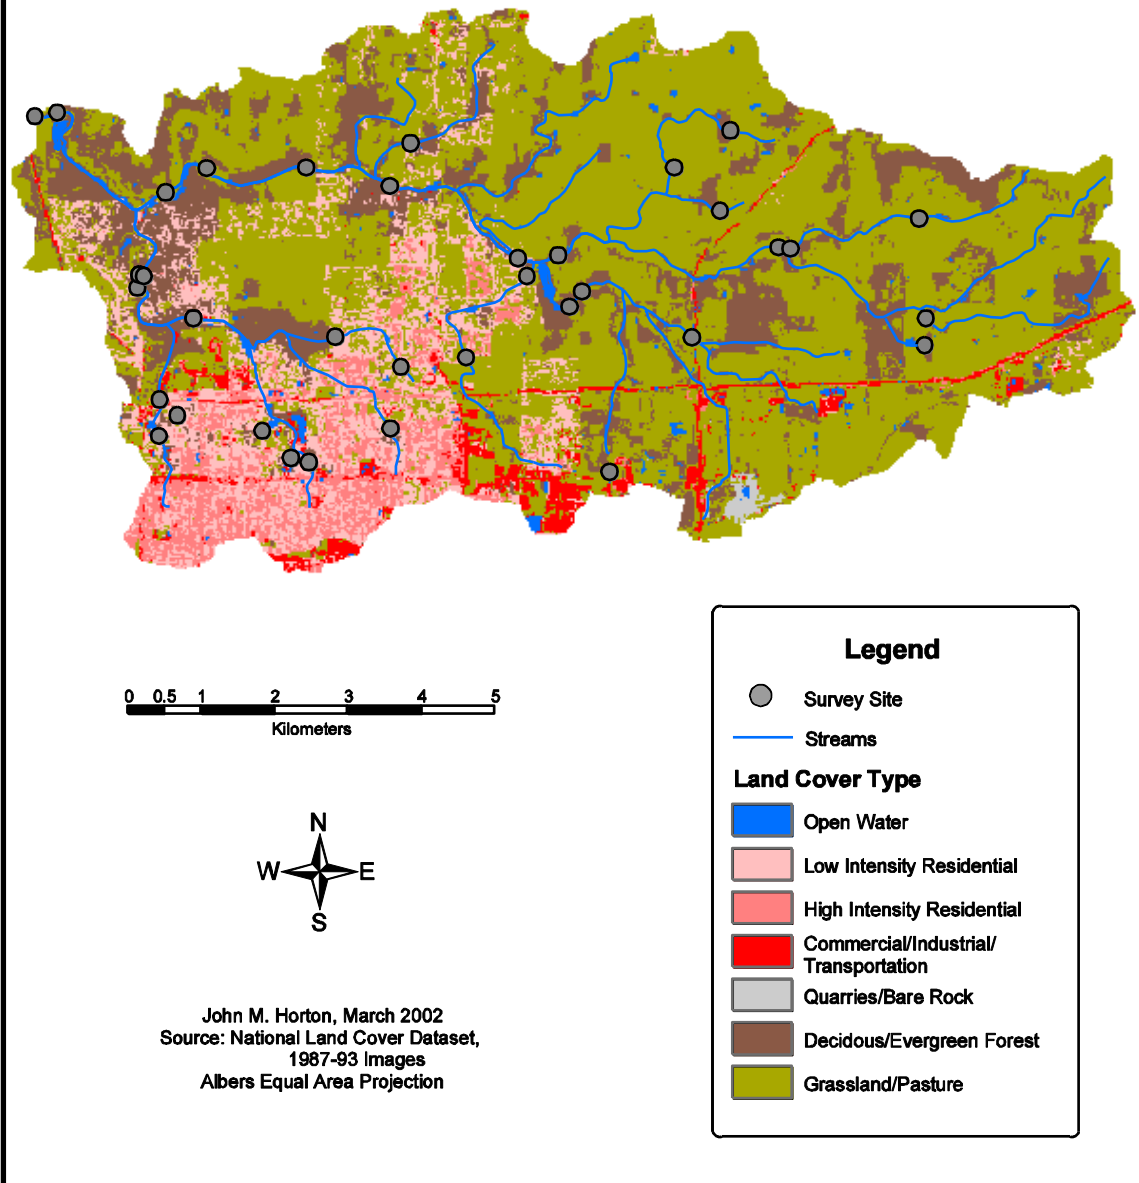 Legend
Survey Site
Streams
Land Cover Type
Open Water
Low Intensity Residential
High Intensity Residential
Commercial/Industrial/
Transportation
Quarries/Bare Rock
Decidous/Evergreen Forest
Grassland/Pasture
0 0.5 1 2 3 4 5
Kilometers
N
W E
S
John M. Horton, March 2002
Source: National Land Cover Dataset,
1987-93 Images
Albers Equal Area Projection